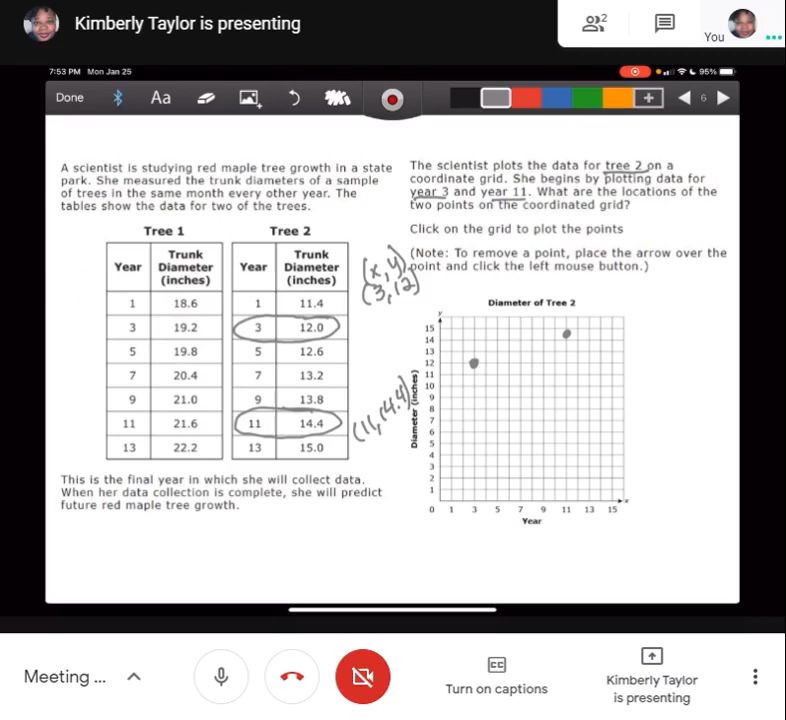 Kimberly Taylor is presenting
2
You
7:53 PM Mon Jan 25
95%
Done
Aa
6
A scientist is studying red maple tree growth in a state
park. She measured the trunk diameters of a sample
of trees in the same month every other year. The
tables show the data for two of the trees.
Tree 1
Year Trunk Diameter (inches)
1 18.6
3 19.2
5 19.8
7 20.4
9 21.0
11 21.6
13 22.2
Tree 2
Year Trunk Diameter (inches)
1 11.4
3 12.0
5 12.6
7 13.2
9 13.8
11 14.4
13 15.0
(x,y)
(3,12)
(11,14.4)
This is the final year in which she will collect data.
When her data collection is complete, she will predict
future red maple tree growth.
The scientist plots the data for tree 2 on a
coordinate grid. She begins by plotting data for
year 3 and year 11. What are the locations of the
two points on the coordinated grid?
Click on the grid to plot the points
(Note: To remove a point, place the arrow over the
point and click the left mouse button.)
Diameter of Tree 2
y
15
14
13
12
11
10
9
8
7
6
5
4
3
2
1
Diameter (inches)
0 1 3 5 7 9 11 13 15
x
Year
Meeting ...
CC
Turn on captions
Kimberly Taylor
is presenting